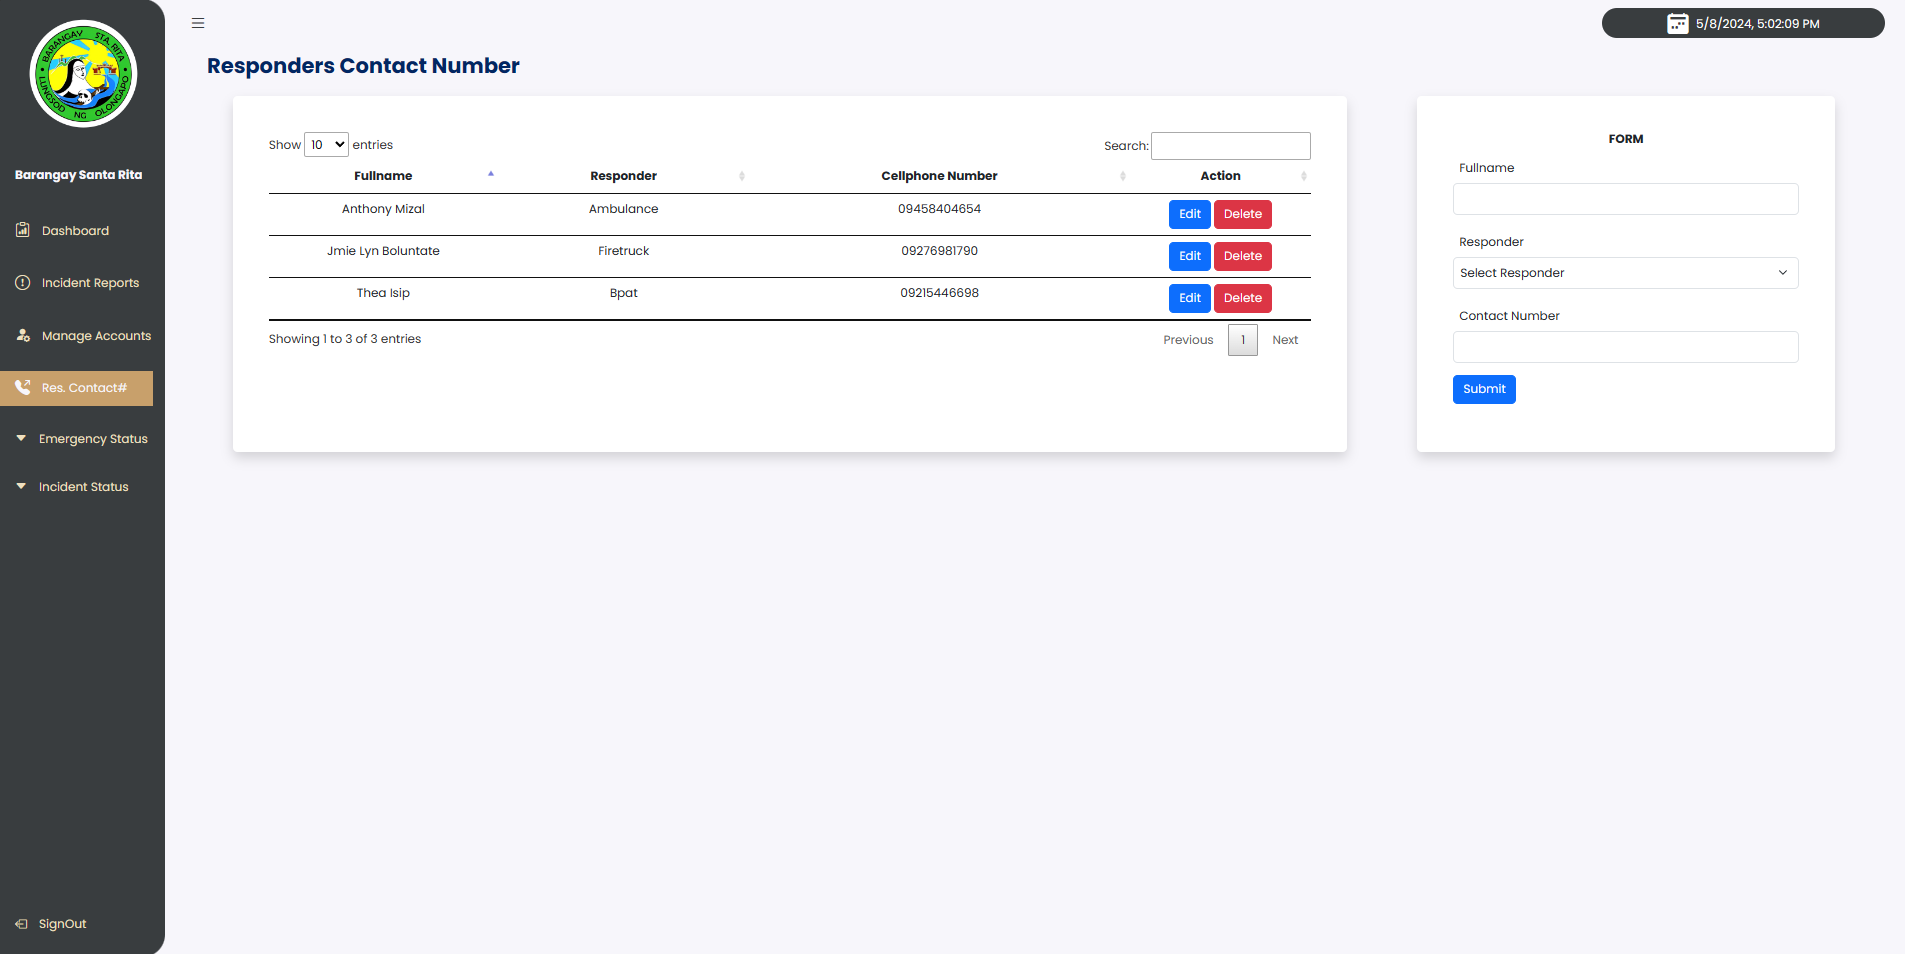 BARANGAY STA. RITA
LUNGSOD NG OLONGAPO
Barangay Santa Rita
Dashboard
Incident Reports
Manage Accounts
Res. Contact#
Emergency Status
Incident Status
SignOut
5/8/2024, 5:02:09 PM
Responders Contact Number
Show 10 entries
Search:
Fullname Responder Cellphone Number Action
Anthony Mizal Ambulance 09458404654 Edit Delete
Jmie Lyn Boluntate Firetruck 09276981790 Edit Delete
Thea Isip Bpat 09215446698 Edit Delete
Showing 1 to 3 of 3 entries
Previous 1 Next
FORM
Fullname
Responder
Select Responder
Contact Number
Submit